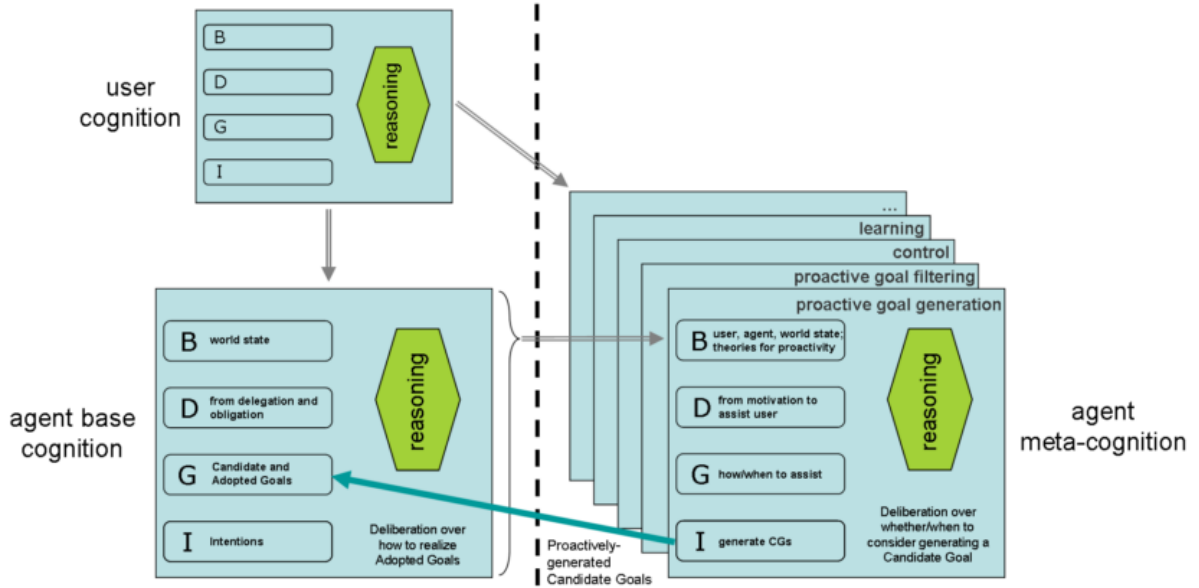 user
cognition
B
D
G
I
reasoning
...
learning
control
proactive goal filtering
proactive goal generation
agent base
cognition
B world state
D from delegation and
obligation
G Candidate and
Adopted Goals
I Intentions
reasoning
Deliberation over
how to realize
Adopted Goals
Proactively-
generated
Candidate Goals
B user, agent, world state;
theories for proactivity
D from motivation to
assist user
G how/when to assist
I generate CGs
reasoning
Deliberation over
whether/when to
consider generating a
Candidate Goal
agent
meta-cognition